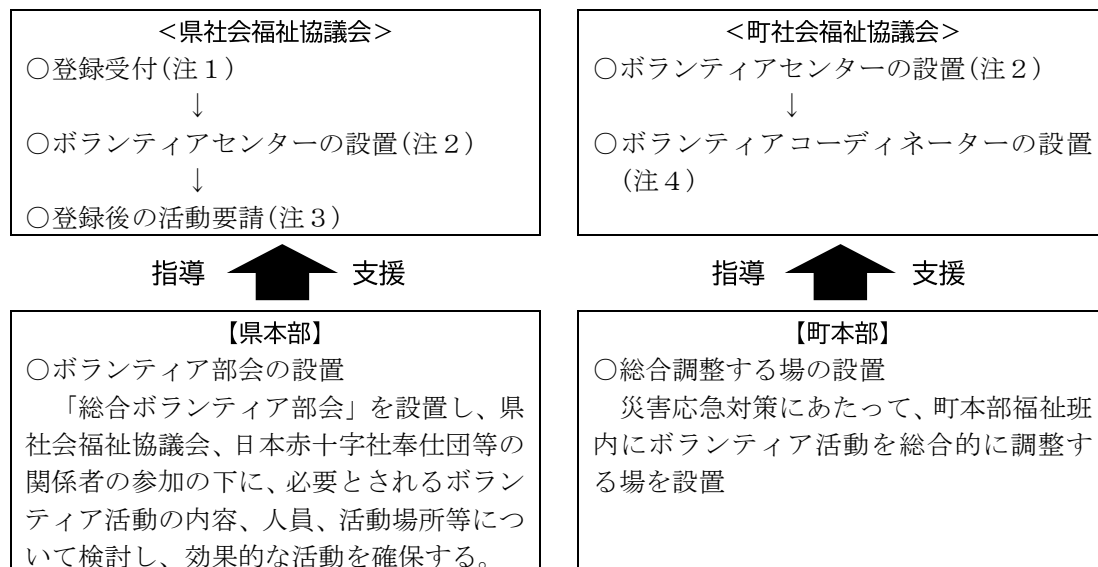 <県社会福祉協議会>
○登録受付(注1)
↓
○ボランティアセンターの設置(注2)
↓
○登録後の活動要請(注3)
<町社会福祉協議会>
○ボランティアセンターの設置(注2)
↓
○ボランティアコーディネーターの設置
(注4)
指導 支援
指導 支援
【県本部】
○ボランティア部会の設置
「総合ボランティア部会」を設置し、県
社会福祉協議会、日本赤十字社奉仕団等の
関係者の参加の下に、必要とされるボラン
ティア活動の内容、人員、活動場所等につ
いて検討し、効果的な活動を確保する。
【町本部】
○総合調整する場の設置
災害応急対策にあたって、町本部福祉班
内にボランティア活動を総合的に調整す
る場を設置